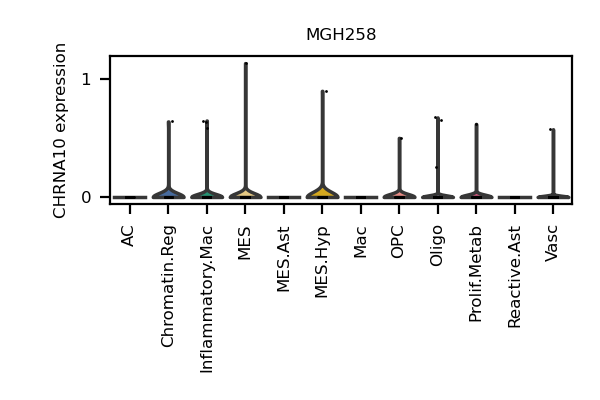 MGH258
CHRNA10 expression
1
0
AC
Chromatin.Reg
Inflammatory.Mac
MES
MES.Ast
MES.Hyp
Mac
OPC
Oligo
Prolif.Metab
Reactive.Ast
Vasc